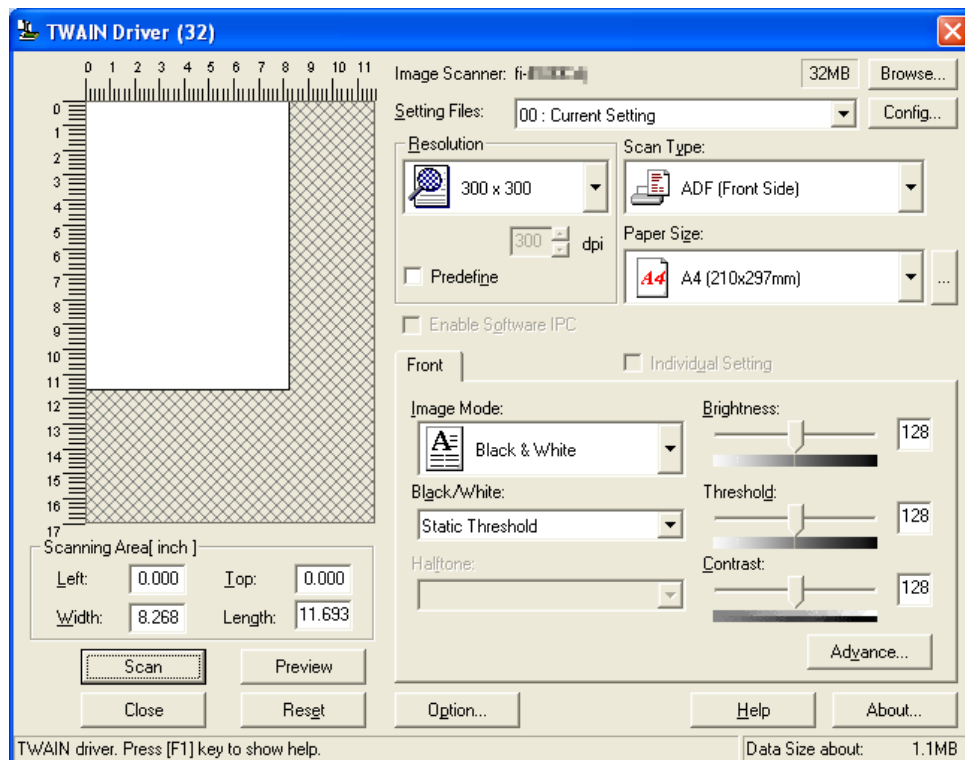 TWAIN Driver (32)
0 1 2 3 4 5 6 7 8 9 10 11
0
1
2
3
4
5
6
7
8
9
10
11
12
13
14
15
16
17
Image Scanner: fi-
32MB
Browse...
Setting Files:
00 : Current Setting
Config...
Resolution
300 x 300
300 dpi
Predefine
Scan Type:
ADF (Front Side)
Paper Size:
A4
A4 (210x297mm)
...
Enable Software IPC
Front
Individual Setting
Image Mode:
A
Black & White
Black/White:
Static Threshold
Halftone:
Brightness:
128
Threshold:
128
Contrast:
128
Advance...
Scanning Area[ inch ]
Left: 0.000 Top: 0.000
Width: 8.268 Length: 11.693
Scan
Preview
Close
Reset
Option...
Help
About...
TWAIN driver. Press [F1] key to show help.
Data Size about: 1.1MB